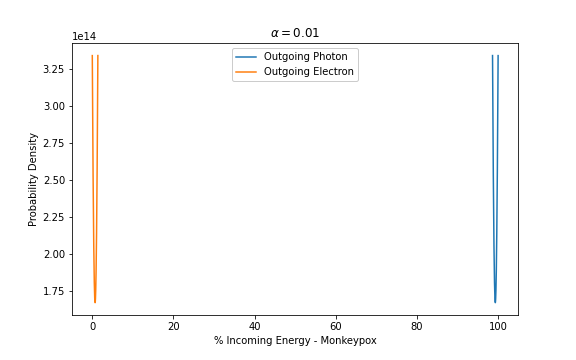 α = 0.01
1e14
Outgoing Photon
Outgoing Electron
3.25
3.00
2.75
2.50
2.25
2.00
1.75
Probability Density
0 20 40 60 80 100
% Incoming Energy - Monkeypox